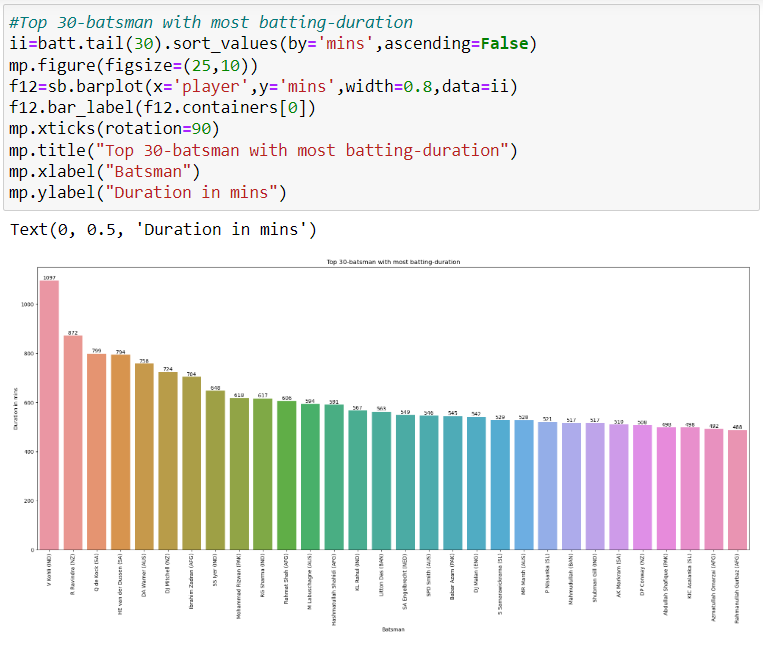 #Top 30-batsman with most batting-duration
ii=batt.tail(30).sort_values(by='mins',ascending=False)
mp.figure(figsize=(25,10))
f12=sb.barplot(x='player',y='mins',width=0.8,data=ii)
f12.bar_label(f12.containers[0])
mp.xticks(rotation=90)
mp.title("Top 30-batsman with most batting-duration")
mp.xlabel("Batsman")
mp.ylabel("Duration in mins")
Text(0, 0.5, 'Duration in mins')
Top 30-batsman with most batting-duration
Duration in mins
1000
800
600
400
200
0
1097
872
799
794
758
724
704
648
618
617
606
594
591
567
563
549
546
545
542
529
528
521
517
517
510
508
498
498
492
488
V Kohli (IND)
R Ravindra (NZ)
Q de Kock (SA)
HE van der Dussen (SA)
DA Warner (AUS)
DJ Mitchell (NZ)
Ibrahim Zadran (AFG)
SS Iyer (IND)
Mohammad Rizwan (PAK)
RG Sharma (IND)
Rahmat Shah (AFG)
M Labuschagne (AUS)
Hashmatullah Shahidi (AFG)
KL Rahul (IND)
Litton Das (BAN)
SA Engelbrecht (NED)
SPD Smith (AUS)
Babar Azam (PAK)
DJ Malan (ENG)
S Samarawickrama (SL)
MR Marsh (AUS)
P Nissanka (SL)
Mahmudullah (BAN)
Shubman Gill (IND)
AK Markram (SA)
DP Conway (NZ)
Abdullah Shafique (PAK)
KIC Asalanka (SL)
Azmatullah Omarzai (AFG)
Rahmanullah Gurbaz (AFG)
Batsman